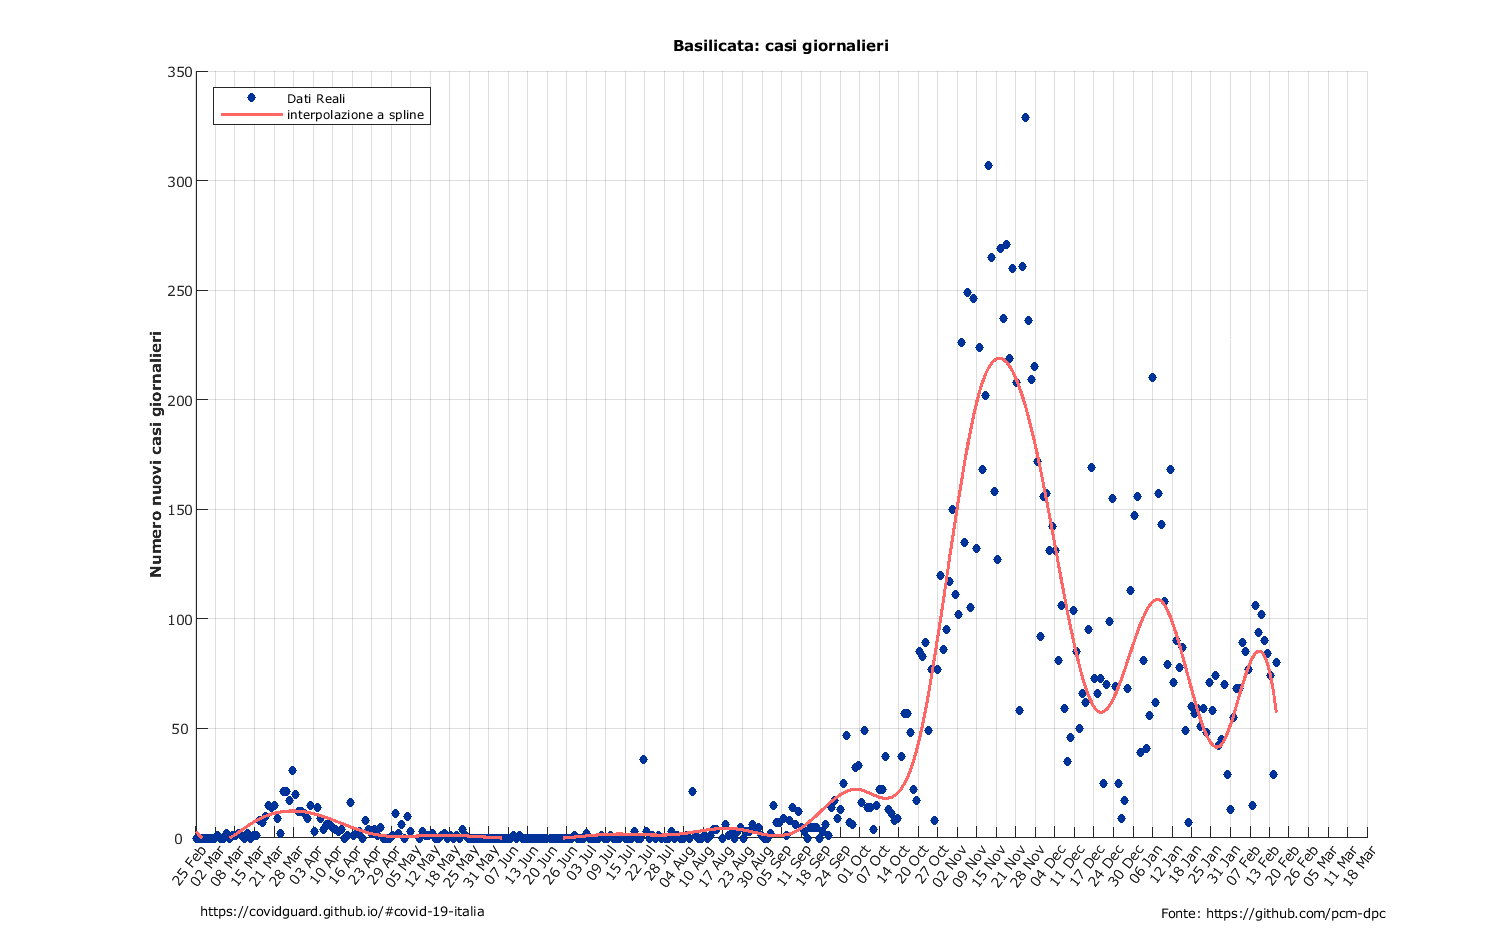 Basilicata: casi giornalieri
350
300
250
200
150
100
50
0
Numero nuovi casi giornalieri
Dati Reali
interpolazione a spline
25 Feb
02 Mar
08 Mar
15 Mar
21 Mar
28 Mar
03 Apr
10 Apr
16 Apr
23 Apr
29 Apr
05 May
12 May
18 May
25 May
31 May
07 Jun
13 Jun
20 Jun
26 Jun
03 Jul
09 Jul
15 Jul
22 Jul
28 Jul
04 Aug
10 Aug
17 Aug
23 Aug
30 Aug
05 Sep
11 Sep
18 Sep
24 Sep
01 Oct
07 Oct
14 Oct
20 Oct
27 Oct
02 Nov
09 Nov
15 Nov
21 Nov
28 Nov
04 Dec
11 Dec
17 Dec
24 Dec
30 Dec
06 Jan
12 Jan
18 Jan
25 Jan
31 Jan
07 Feb
13 Feb
20 Feb
26 Feb
05 Mar
11 Mar
18 Mar
https://covidguard.github.io/#covid-19-italia
Fonte: https://github.com/pcm-dpc